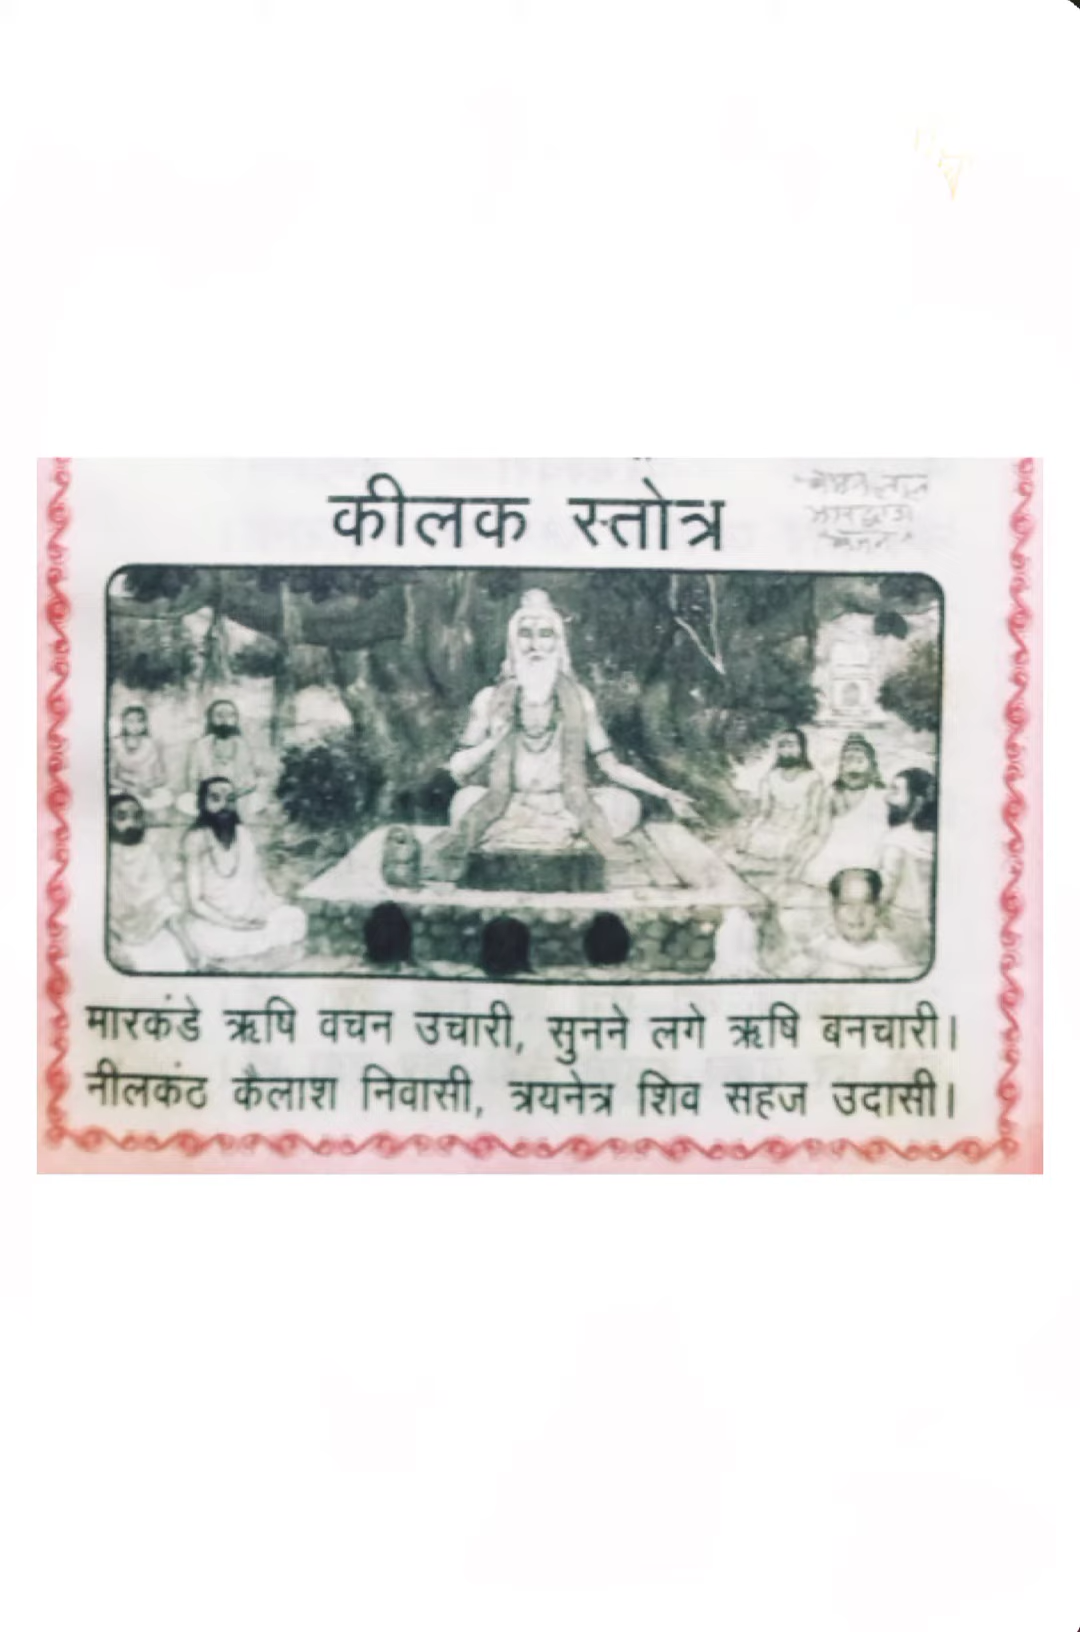 कीलक स्तोत्र
मारकंडे ऋषि वचन उचारी, सुनने लगे ऋषि बनचारी।
नीलकंठ कैलाश निवासी, त्रयनेत्र शिव सहज उदासी।